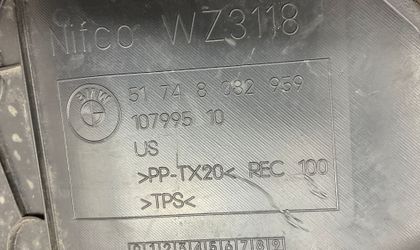 Nifco WZ3118
BMW
51 74 8 082 959
107995 10
US
>PP-TX20< REC 100
>TPS<
0 1 2 3 4 5 6 7 8 9